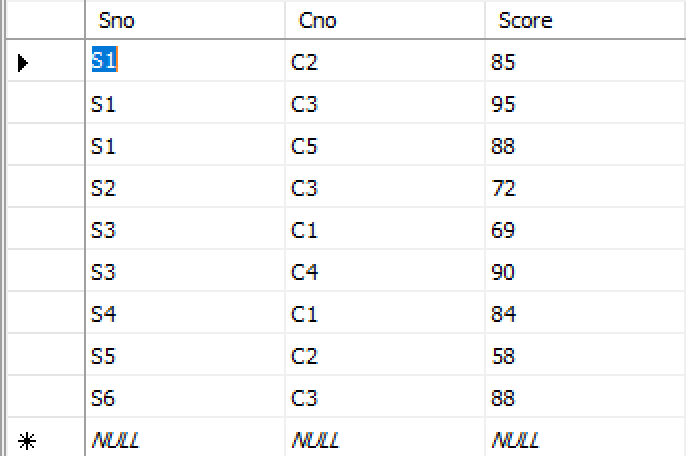 Sno Cno Score
S1 C2 85
S1 C3 95
S1 C5 88
S2 C3 72
S3 C1 69
S3 C4 90
S4 C1 84
S5 C2 58
S6 C3 88
NULL NULL NULL